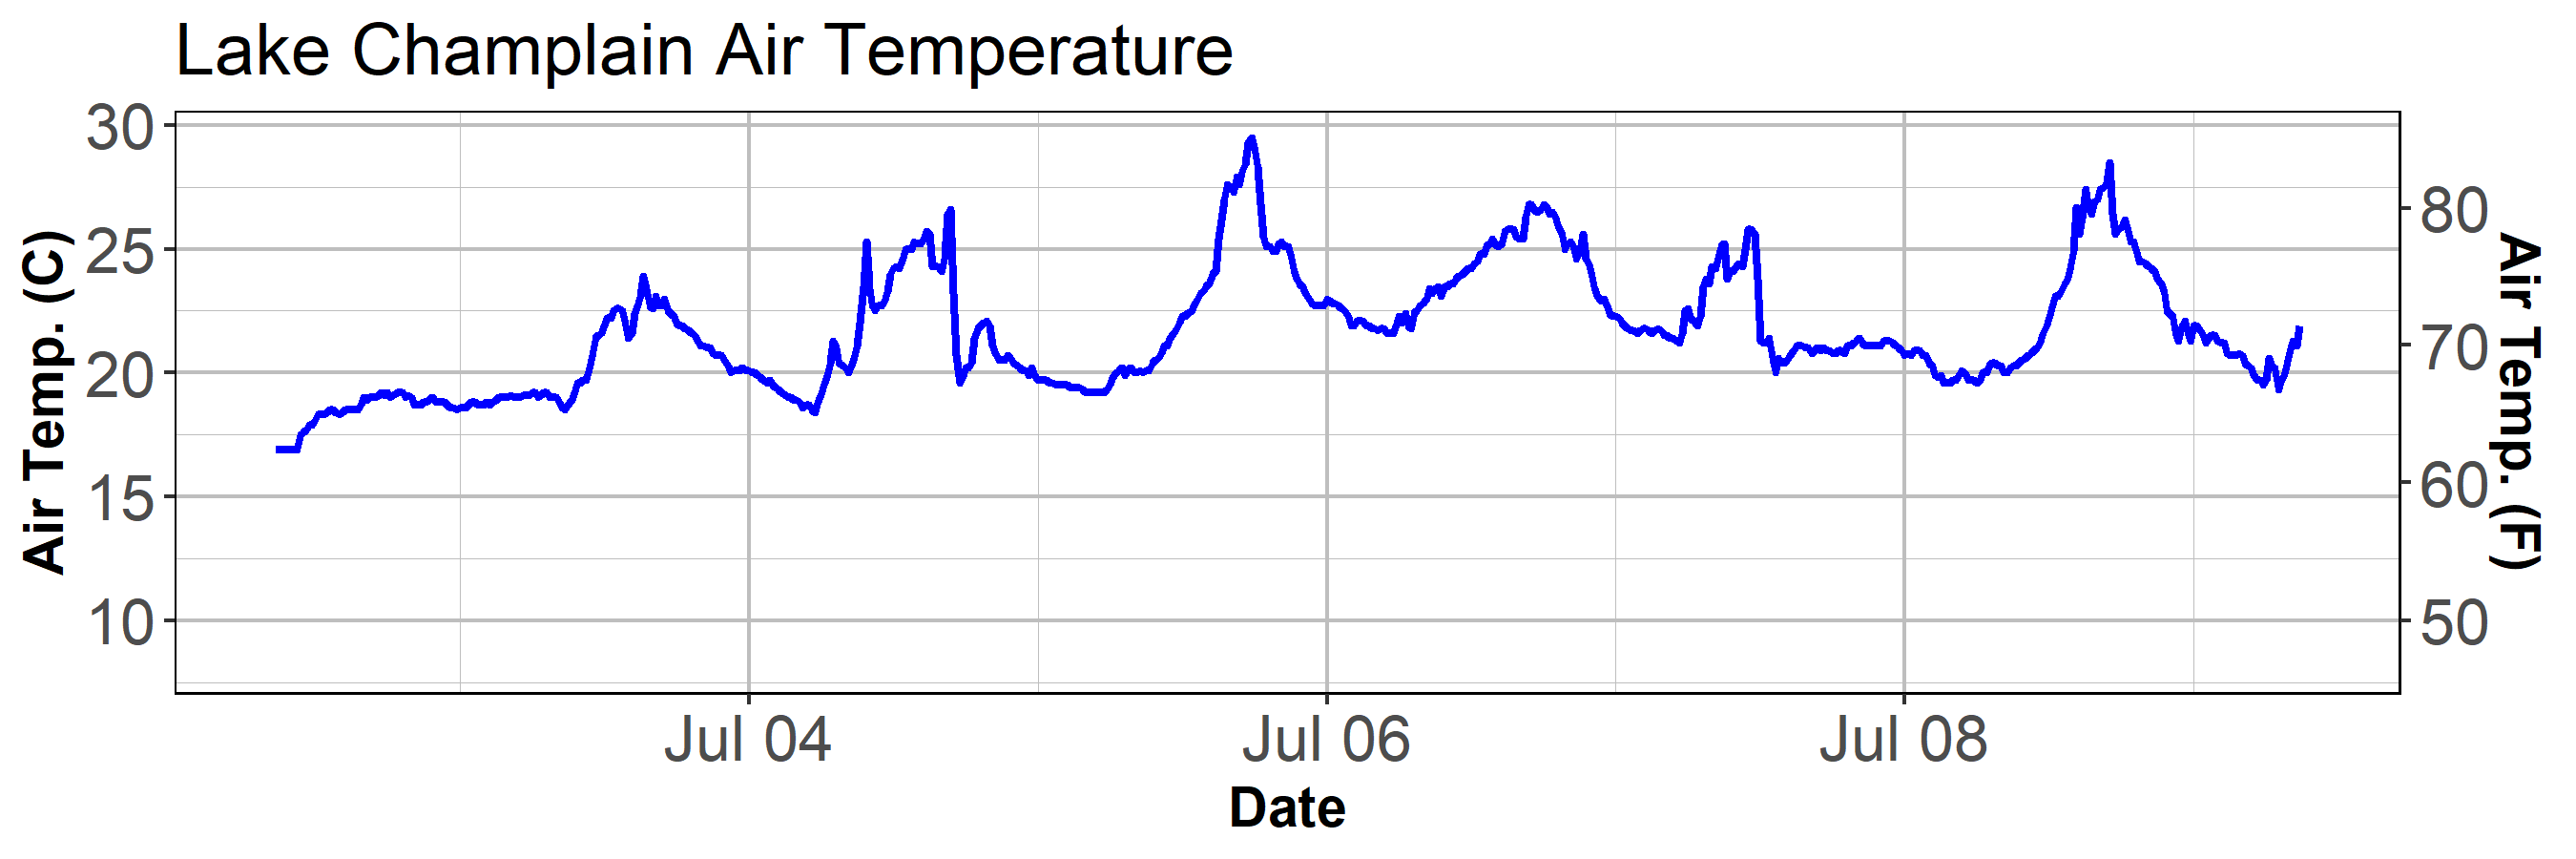 Lake Champlain Air Temperature
Air Temp. (C)
30
25
20
15
10
80
70
60
50
Air Temp. (F)
Jul 04
Jul 06
Jul 08
Date